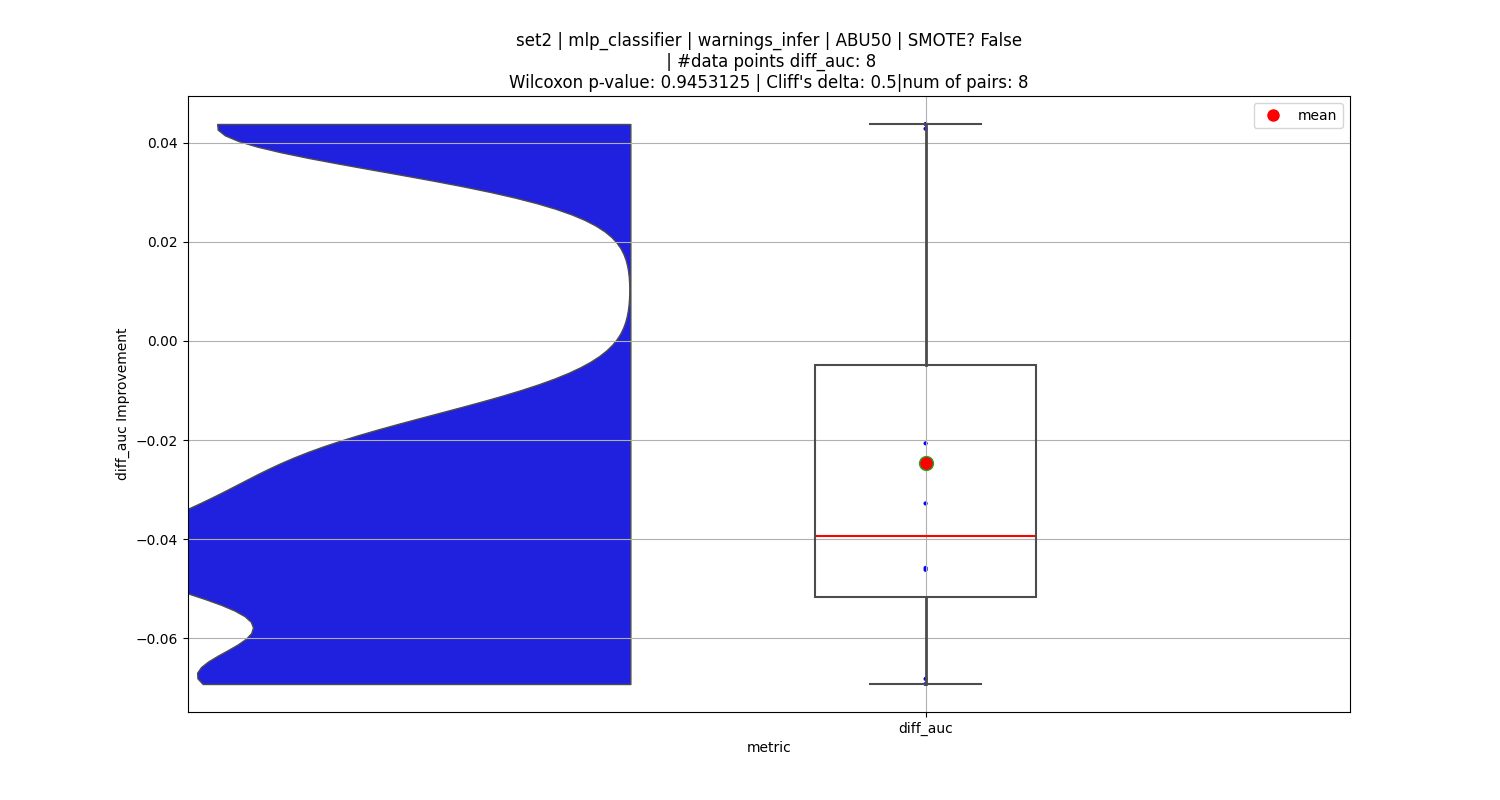 set2 | mlp_classifier | warnings_infer | ABU50 | SMOTE? False
| #data points diff_auc: 8
Wilcoxon p-value: 0.9453125 | Cliff's delta: 0.5|num of pairs: 8
mean
0.04
0.02
0.00
−0.02
−0.04
−0.06
diff_auc Improvement
diff_auc
metric